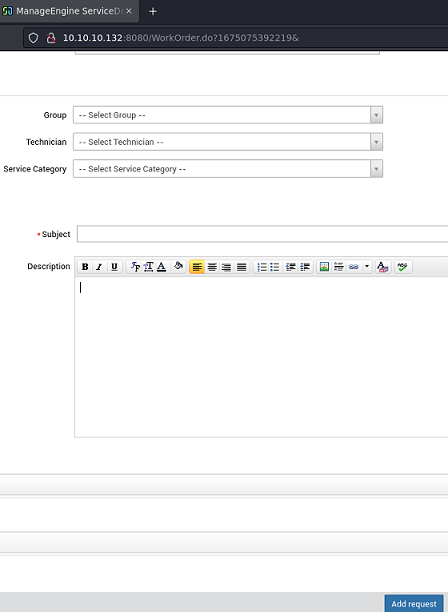 ManageEngine ServiceD
10.10.10.132:8080/WorkOrder.do?1675075392219&
Group
-- Select Group --
Technician
-- Select Technician --
Service Category
-- Select Service Category --
* Subject
Description
B I U
Add request